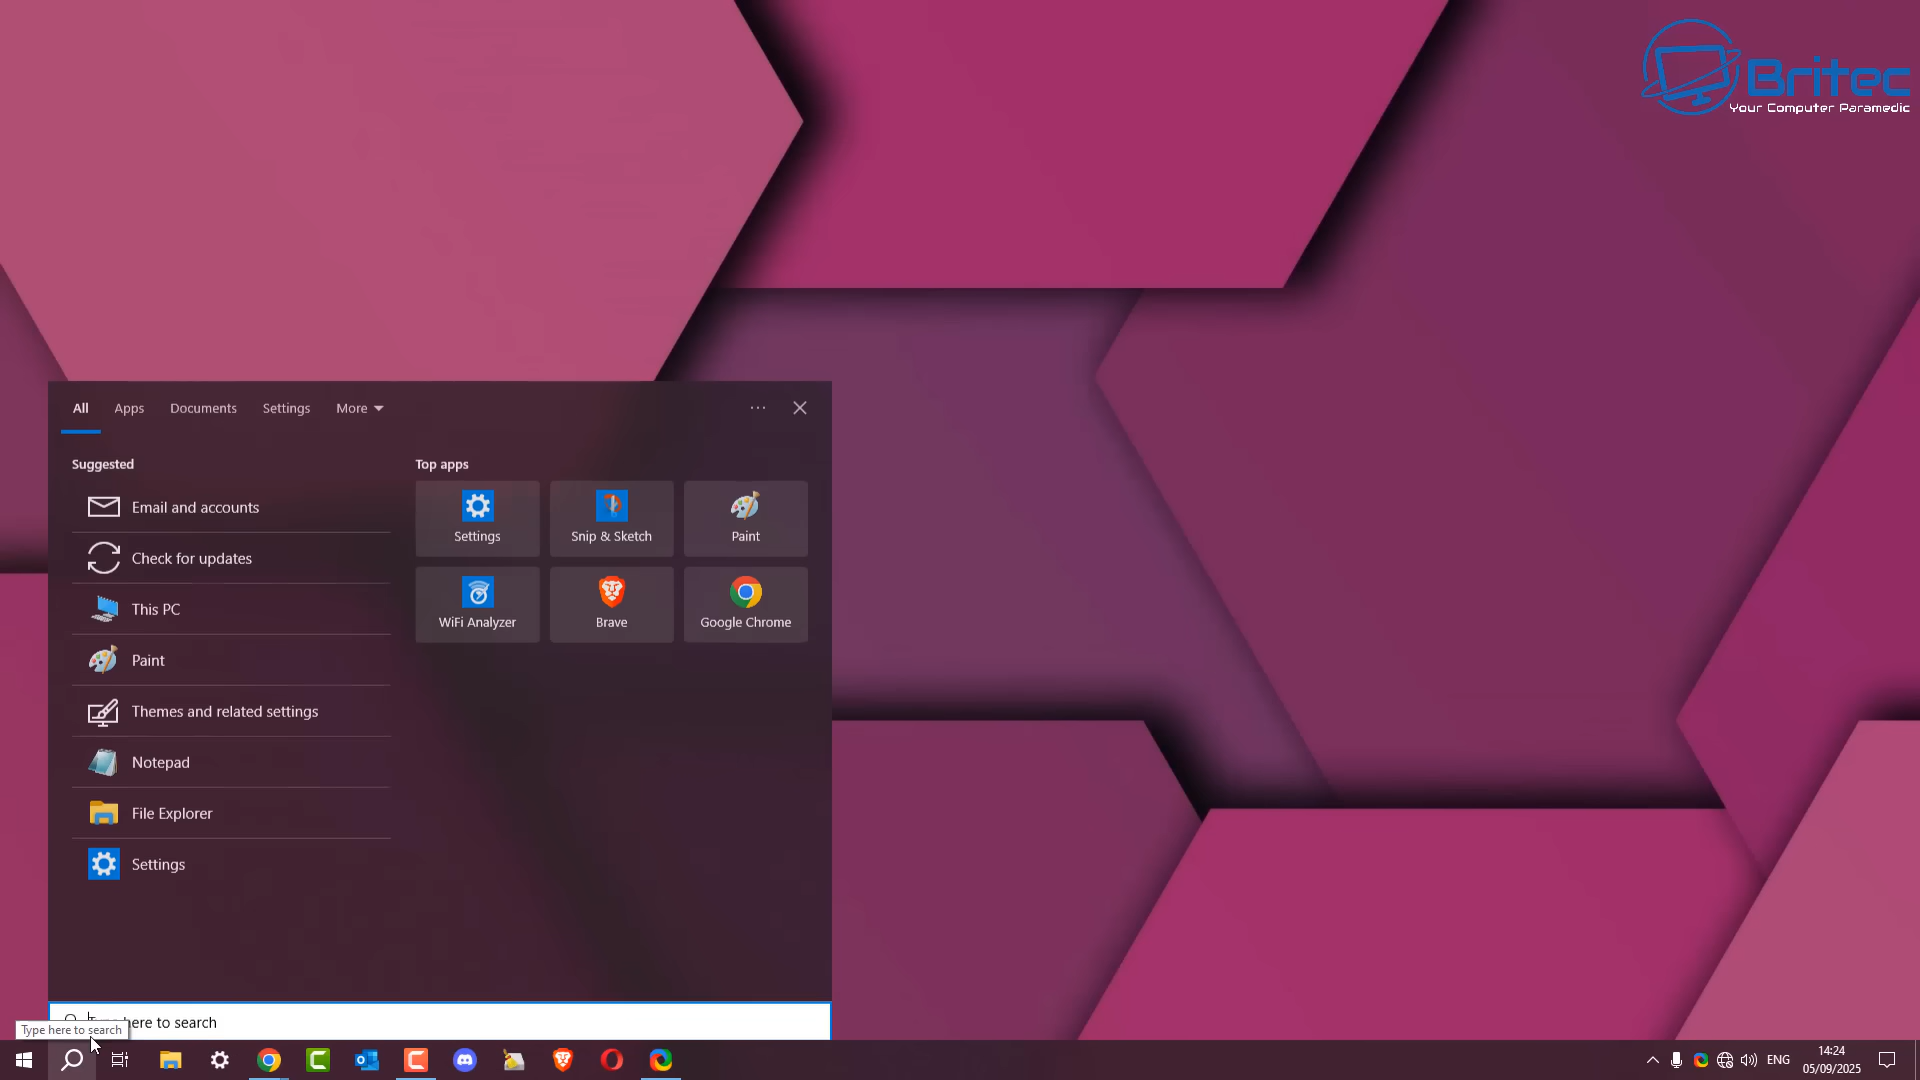 Britec
Your Computer Paramedic
All
Apps
Documents
Settings
More
Suggested
Top apps
Email and accounts
Check for updates
This PC
Paint
Themes and related settings
Notepad
File Explorer
Settings
Settings
Snip & Sketch
Paint
WiFi Analyzer
Brave
Google Chrome
here to search
Type here to search
ENG
14:24
05/09/2025